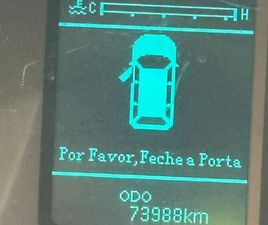 C H
Por Favor, Feche a Porta
ODO
73988km